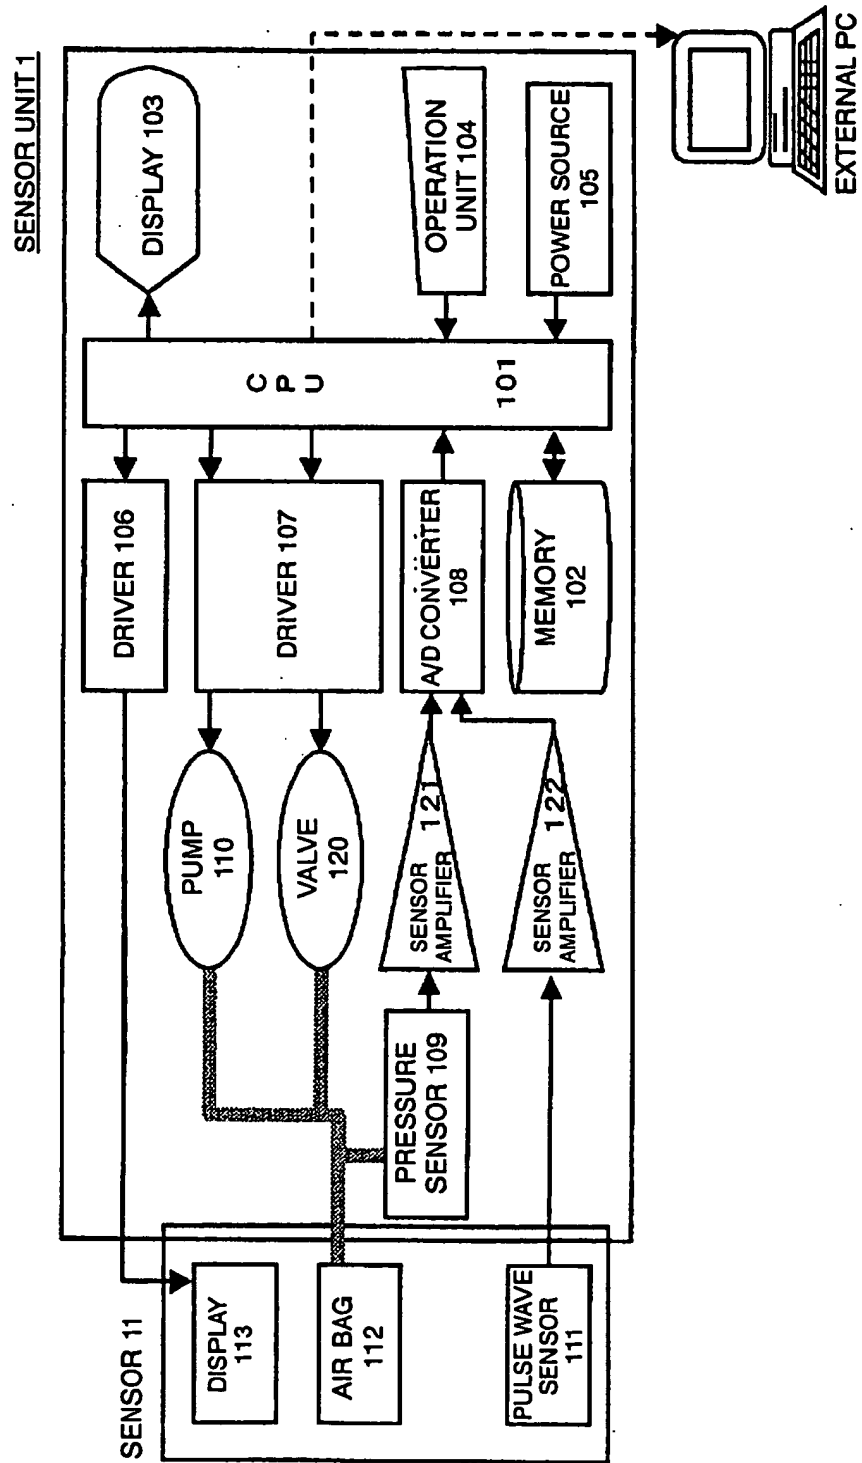 SENSOR UNIT 1
DISPLAY 103
OPERATION
UNIT 104
POWER SOURCE
105
EXTERNAL PC
C
P
U
101
DRIVER 106
DRIVER 107
A/D CONVERTER
108
MEMORY
102
PUMP
110
VALVE
120
SENSOR
AMPLIFIER
121
SENSOR
AMPLIFIER
122
PRESSURE
SENSOR 109
SENSOR 11
DISPLAY
113
AIR BAG
112
PULSE WAVE
SENSOR
111